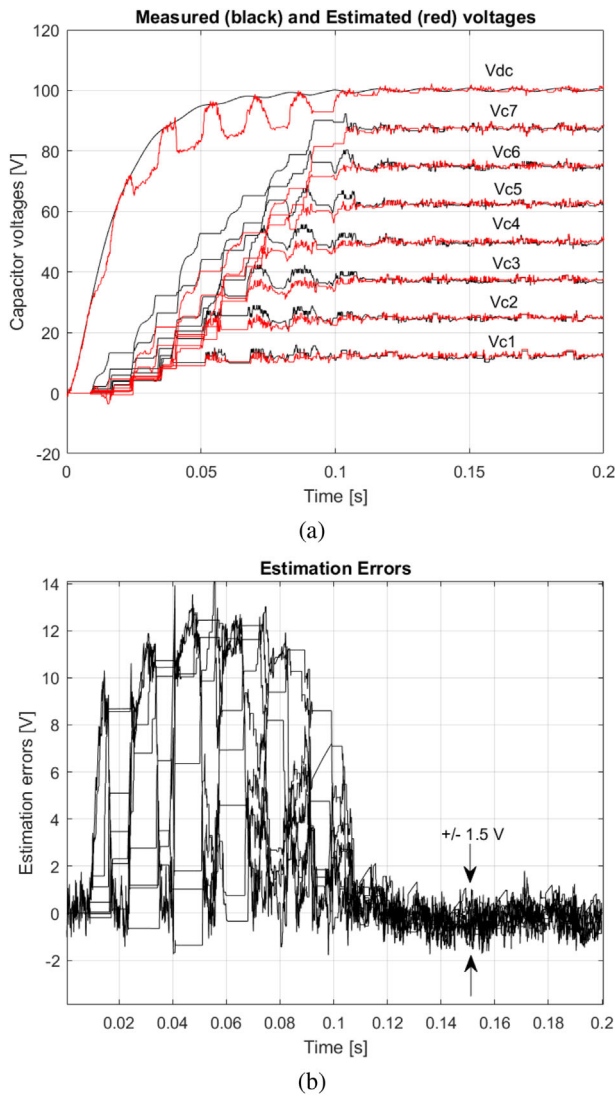 Measured (black) and Estimated (red) voltages
120
100
80
60
40
20
0
-20
Capacitor voltages [V]
Vdc
Vc7
Vc6
Vc5
Vc4
Vc3
Vc2
Vc1
0
0.05
0.1
0.15
0.2
Time [s]
(a)
Estimation Errors
14
12
10
8
6
4
2
0
-2
Estimation errors [V]
+/- 1.5 V
0.02
0.04
0.06
0.08
0.1
0.12
0.14
0.16
0.18
0.2
Time [s]
(b)